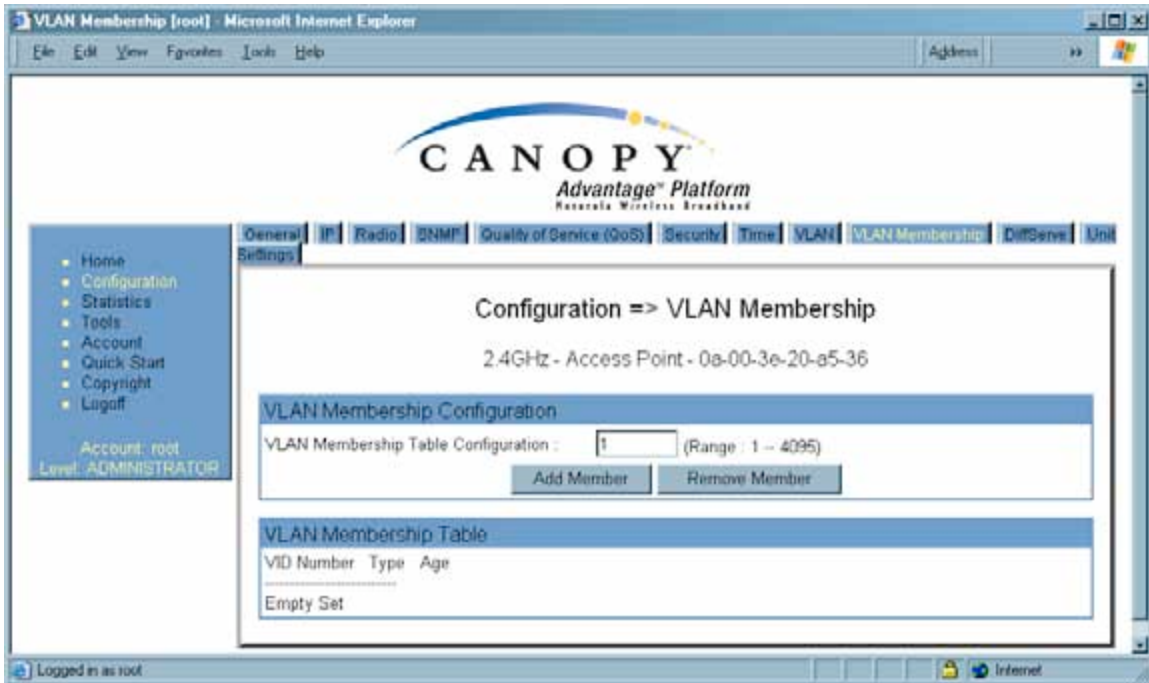 VLAN Membership [root] - Microsoft Internet Explorer
File Edit View Favorites Tools Help
Address
CANOPY
Advantage™ Platform
Motorola Wireless Broadband
General IP Radio SNMP Quality of Service (QoS) Security Time VLAN VLAN Membership DiffServe Unit
Settings
Home
Configuration
Statistics
Tools
Account
Quick Start
Copyright
Logoff
Account: root
Level: ADMINISTRATOR
Configuration => VLAN Membership
2.4GHz - Access Point - 0a-00-3e-20-a5-36
VLAN Membership Configuration
VLAN Membership Table Configuration : 1 (Range : 1 -- 4095)
Add Member Remove Member
VLAN Membership Table
VID Number Type Age
----------------------------
Empty Set
Logged in as root
Internet